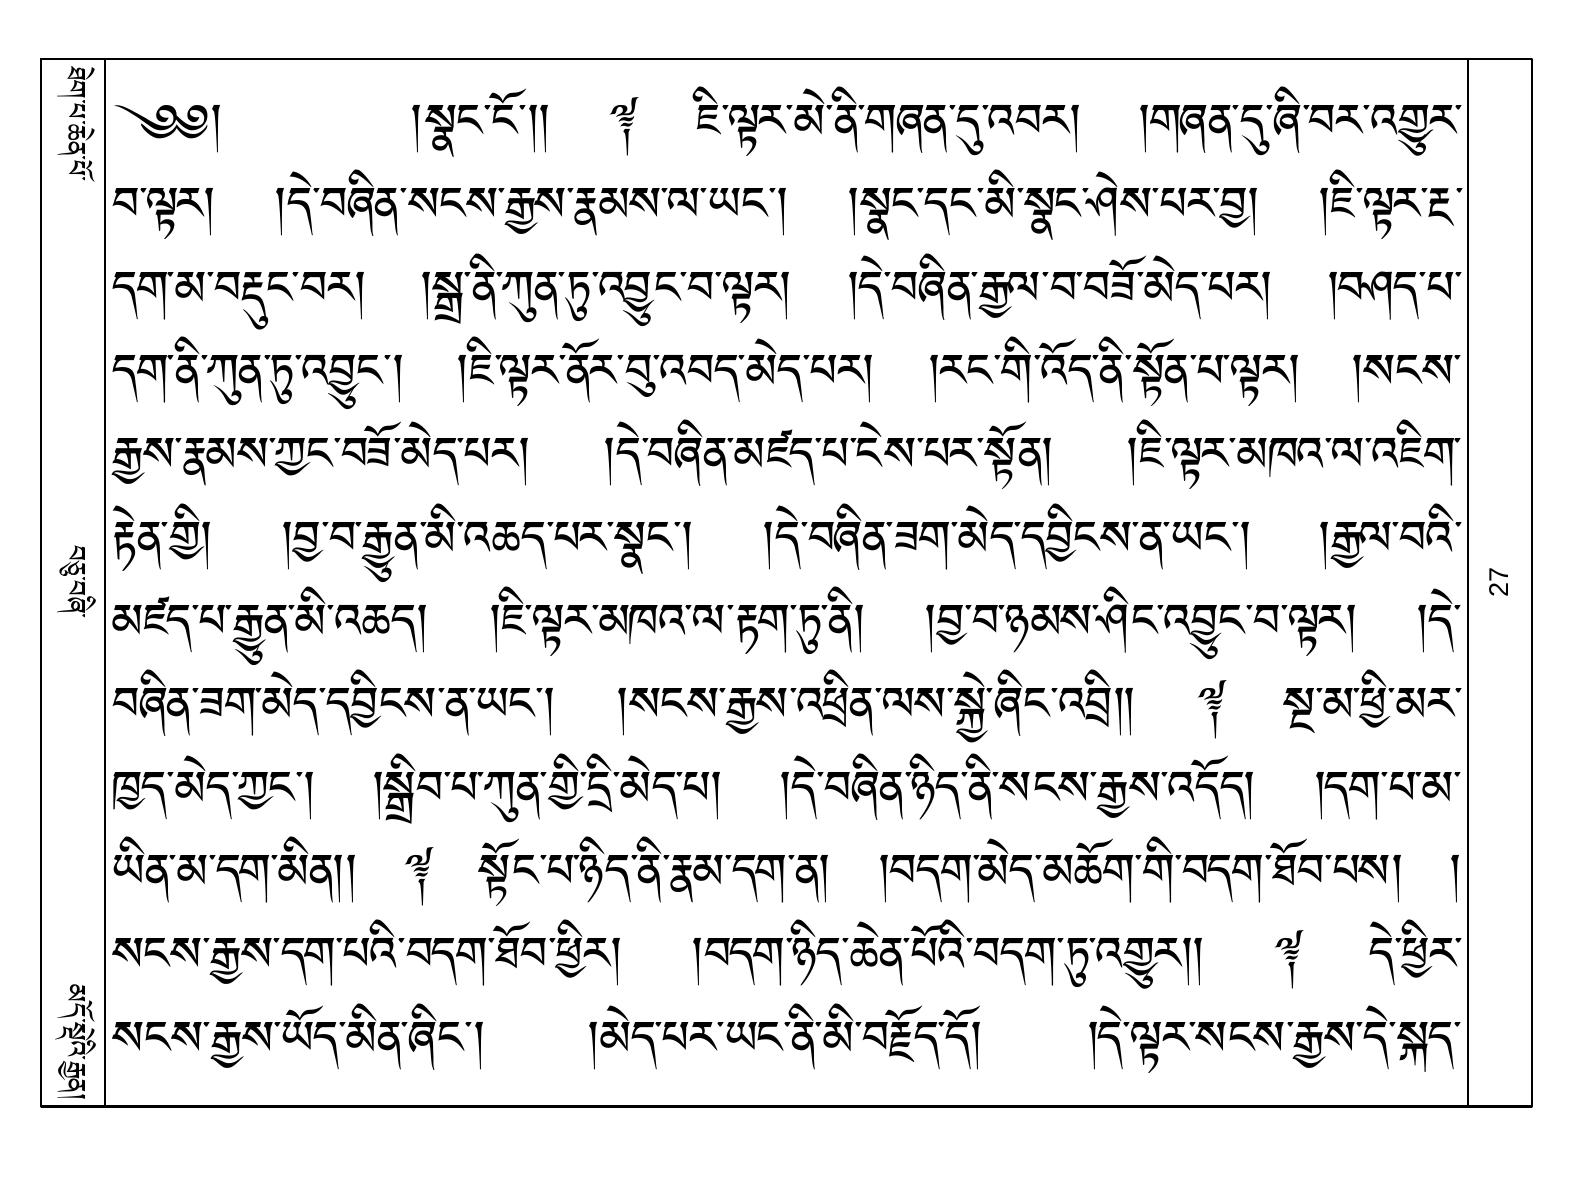 ཐེག་པ་ཆེན་པོ་
བཅུ་བཞི་
མདོ་སྡེའི་རྒྱན།
༄༅། །སྣང་ངོ་།། ༈ ཇི་ལྟར་མེ་ནི་གཞན་དུ་འབར། །གཞན་དུ་ཞི་བར་འགྱུར་
བ་ལྟར། །དེ་བཞིན་སངས་རྒྱས་རྣམས་ལ་ཡང་། །སྣང་དང་མི་སྣང་ཤེས་པར་བྱ། །ཇི་ལྟར་རྔ་
དག་མ་བརྡུང་བར། །སྒྲ་ནི་ཀུན་ཏུ་འབྱུང་བ་ལྟར། །དེ་བཞིན་རྒྱལ་བ་བཟོ་མེད་པར། །བཤད་པ་
དག་ནི་ཀུན་ཏུ་འབྱུང་། །ཇི་ལྟར་ནོར་བུ་འབད་མེད་པར། །རང་གི་འོད་ནི་སྟོན་པ་ལྟར། །སངས་
རྒྱས་རྣམས་ཀྱང་བཟོ་མེད་པར། །དེ་བཞིན་མཛད་པ་ངེས་པར་སྟོན། །ཇི་ལྟར་མཁའ་ལ་འཇིག་
རྟེན་གྱི། །བྱ་བ་རྒྱུན་མི་འཆད་པར་སྣང་། །དེ་བཞིན་ཟག་མེད་དབྱིངས་ན་ཡང་། །རྒྱལ་བའི་
མཛད་པ་རྒྱུན་མི་འཆད། །ཇི་ལྟར་མཁའ་ལ་རྟག་ཏུ་ནི། །བྱ་བ་ཉམས་ཤིང་འབྱུང་བ་ལྟར། །དེ་
བཞིན་ཟག་མེད་དབྱིངས་ན་ཡང་། །སངས་རྒྱས་འཕྲིན་ལས་སྐྱེ་ཞིང་འབྲི།། ༈ སྔ་མ་ཕྱི་མར་
ཁྱད་མེད་ཀྱང་། །སྒྲིབ་པ་ཀུན་གྱི་དྲི་མེད་པ། །དེ་བཞིན་ཉིད་ནི་སངས་རྒྱས་འདོད། །དག་པ་མ་
ཡིན་མ་དག་མིན།། ༈ སྟོང་པ་ཉིད་ནི་རྣམ་དག་ན། །བདག་མེད་མཆོག་གི་བདག་ཐོབ་པས། །
སངས་རྒྱས་དག་པའི་བདག་ཐོབ་ཕྱིར། །བདག་ཉིད་ཆེན་པོའི་བདག་ཏུ་འགྱུར།། ༈ དེ་ཕྱིར་
སངས་རྒྱས་ཡོད་མིན་ཞིང་། །མེད་པར་ཡང་ནི་མི་བརྗོད་དོ། །དེ་ལྟར་སངས་རྒྱས་དེ་སྐད་
27